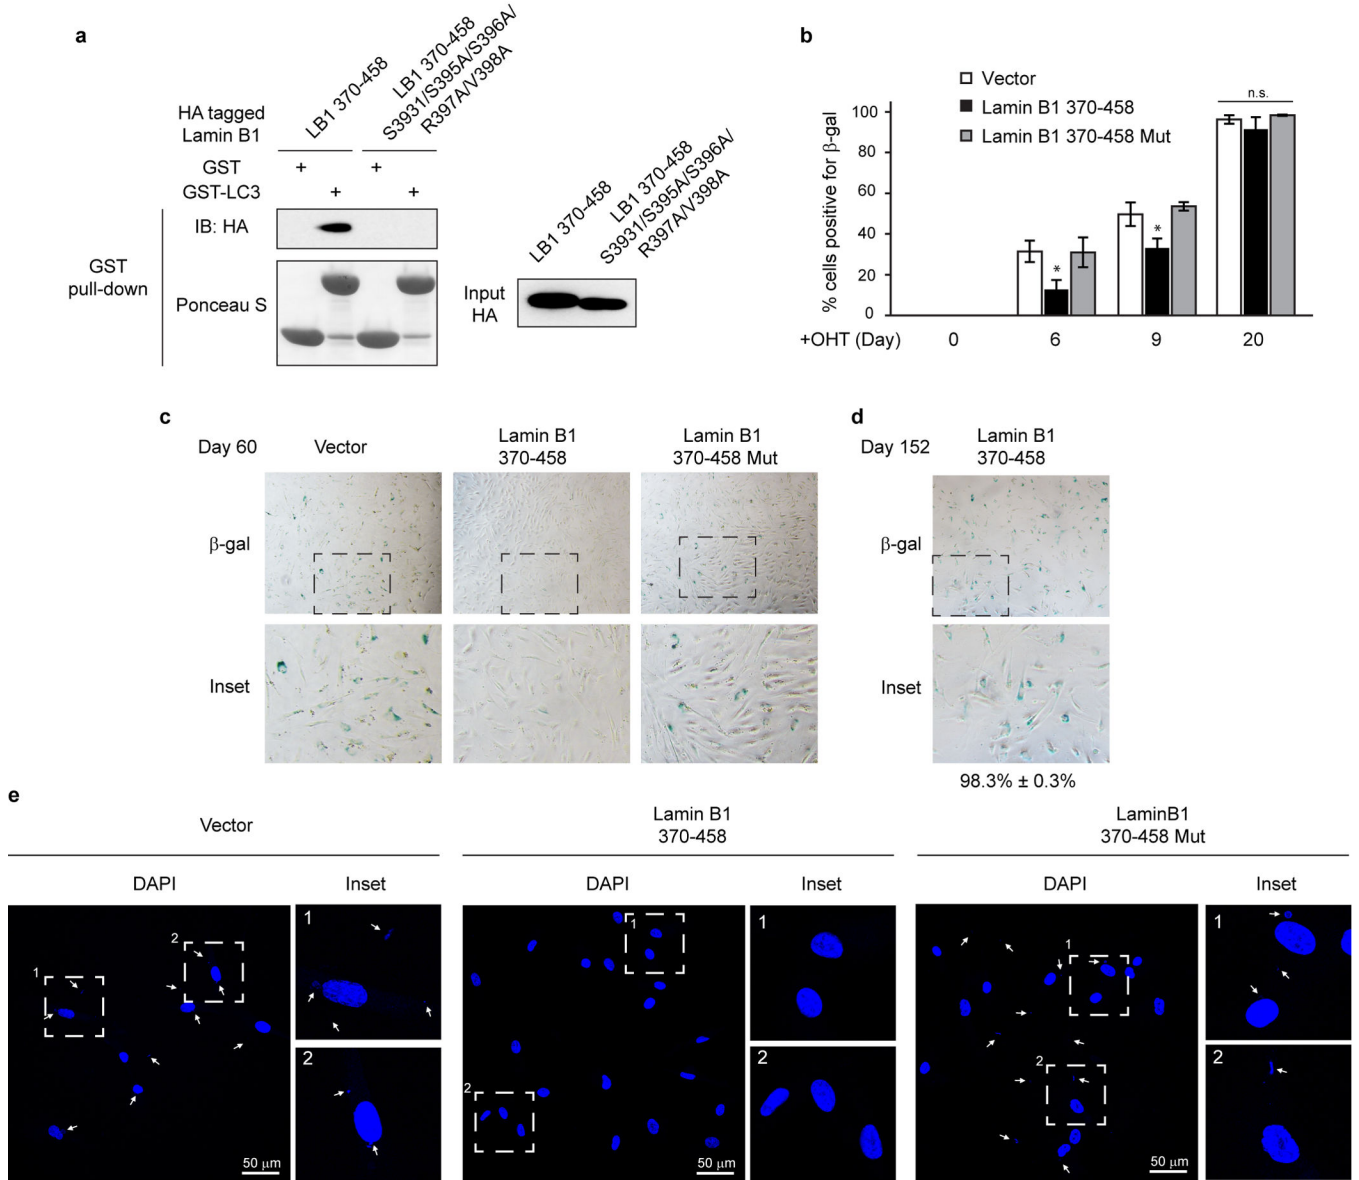 a
HA tagged
Lamin B1
LB1 370-458
LB1 370-458
S3931/S395A/S396A/
R397A/V398A
GST
+
+
GST-LC3
+
+
GST
pull-down
IB: HA
Ponceau S
LB1 370-458
LB1 370-458
S3931/S395A/S396A/
R397A/V398A
Input
HA
b
Vector
Lamin B1 370-458
Lamin B1 370-458 Mut
n.s.
% cells positive for β-gal
100
80
60
40
20
0
*
*
+OHT (Day)
0
6
9
20
c
Day 60
Vector
Lamin B1
370-458
Lamin B1
370-458 Mut
β-gal
Inset
d
Day 152
Lamin B1
370-458
β-gal
Inset
98.3% ± 0.3%
e
Vector
Lamin B1
370-458
LaminB1
370-458 Mut
DAPI
Inset
DAPI
Inset
DAPI
Inset
1
2
50 μm
1
2
1
2
50 μm
1
2
1
2
50 μm
1
2